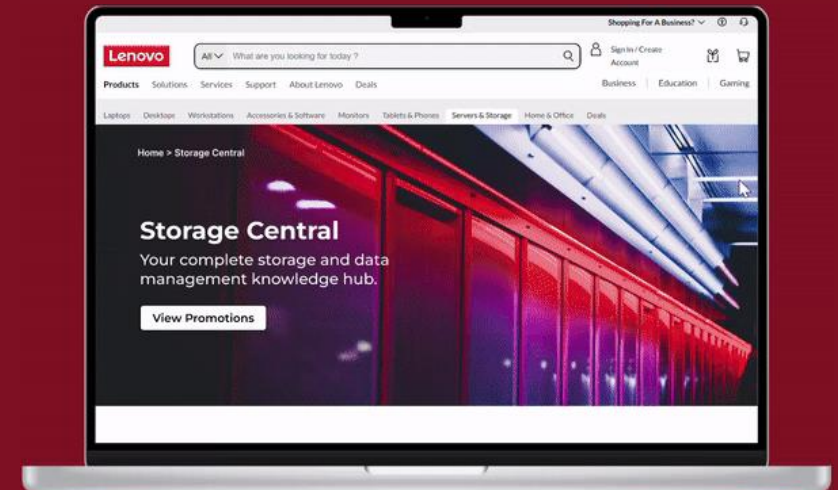 Shopping For A Business?
Lenovo
All
What are you looking for today ?
Sign In / Create
Account
Products Solutions Services Support About Lenovo Deals
Business Education Gaming
Laptops Desktops Workstations Accessories & Software Monitors Tablets & Phones Servers & Storage Home & Office Deals
Home > Storage Central
Storage Central
Your complete storage and data
management knowledge hub.
View Promotions